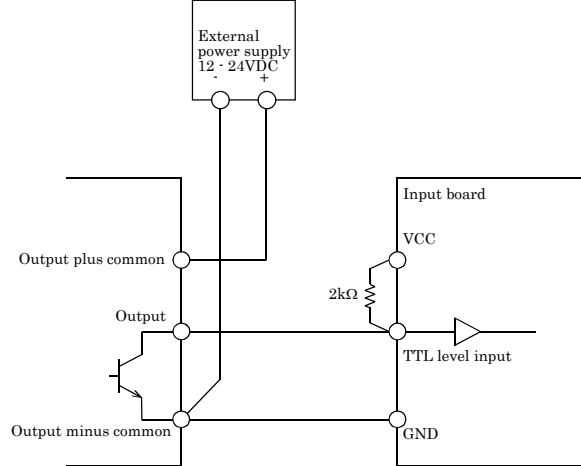 External
power supply
12 - 24VDC
- +
Input board
VCC
Output plus common
2kΩ
Output
TTL level input
Output minus common
GND